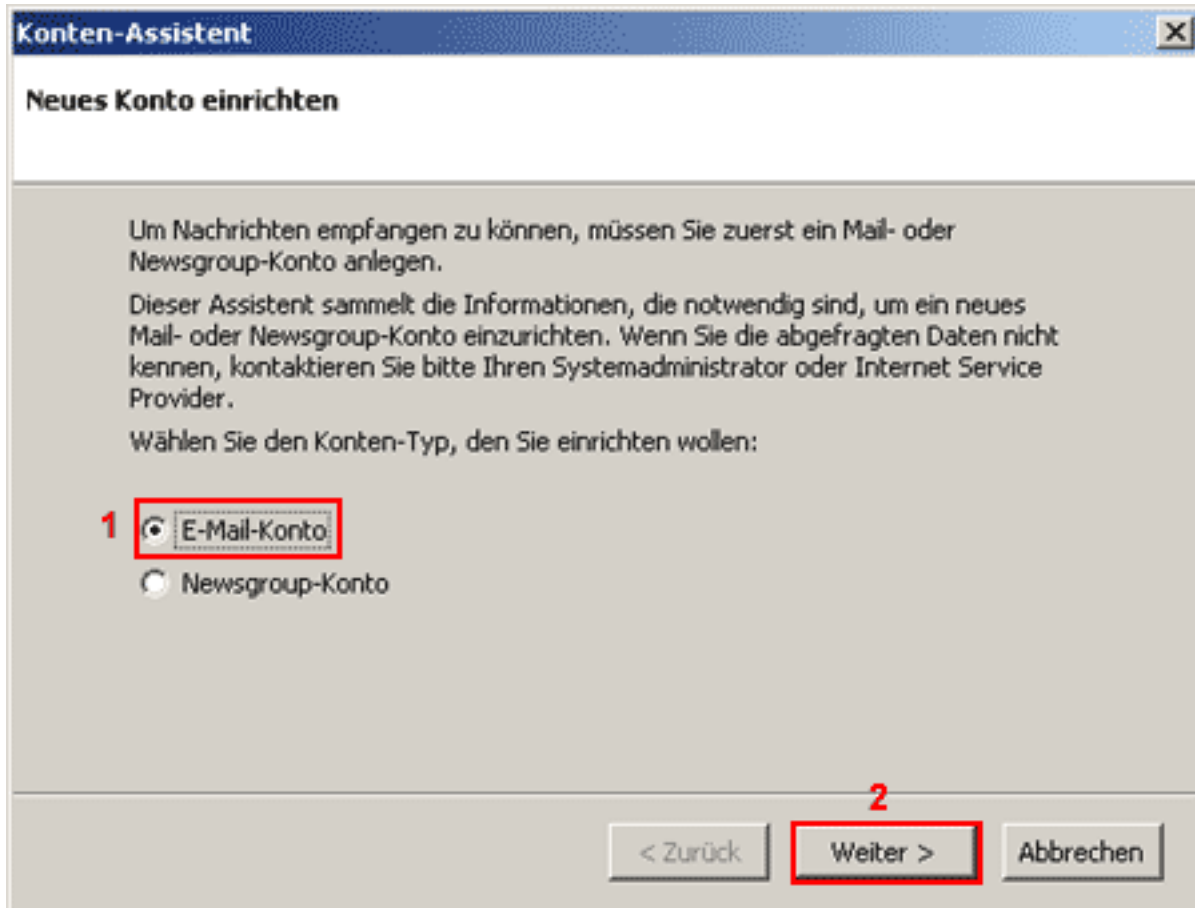 Konten-Assistent
Neues Konto einrichten
Um Nachrichten empfangen zu können, müssen Sie zuerst ein Mail- oder
Newsgroup-Konto anlegen.
Dieser Assistent sammelt die Informationen, die notwendig sind, um ein neues
Mail- oder Newsgroup-Konto einzurichten. Wenn Sie die abgefragten Daten nicht
kennen, kontaktieren Sie bitte Ihren Systemadministrator oder Internet Service
Provider.
Wählen Sie den Konten-Typ, den Sie einrichten wollen:
1 E-Mail-Konto
Newsgroup-Konto
2
< Zurück Weiter > Abbrechen